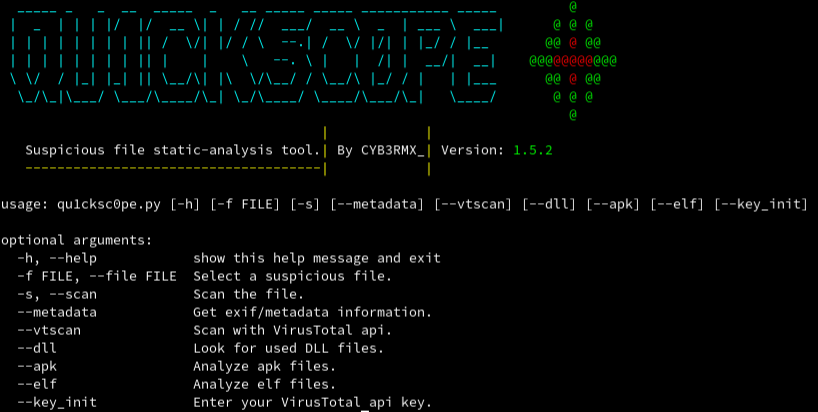 QU1CKSC0PE
Suspicious file static-analysis tool.| By CYB3RMX_| Version: 1.5.2
usage: qu1cksc0pe.py [-h] [-f FILE] [-s] [--metadata] [--vtscan] [--dll] [--apk] [--elf] [--key_init]
optional arguments:
-h, --help show this help message and exit
-f FILE, --file FILE Select a suspicious file.
-s, --scan Scan the file.
--metadata Get exif/metadata information.
--vtscan Scan with VirusTotal api.
--dll Look for used DLL files.
--apk Analyze apk files.
--elf Analyze elf files.
--key_init Enter your VirusTotal api key.